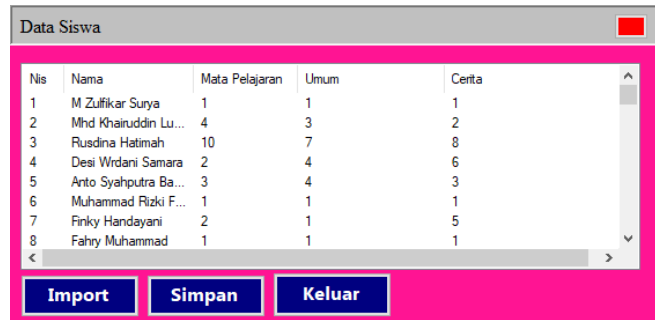 Data Siswa
Nis Nama Mata Pelajaran Umum Cerita
1 M Zulfikar Surya 1 1 1
2 Mhd Khairuddin Lu... 4 3 2
3 Rusdina Hatimah 10 7 8
4 Desi Wrdani Samara 2 4 6
5 Anto Syahputra Ba... 3 4 3
6 Muhammad Rizki F... 1 1 1
7 Finky Handayani 2 1 5
8 Fahry Muhammad 1 1 1
Import Simpan Keluar